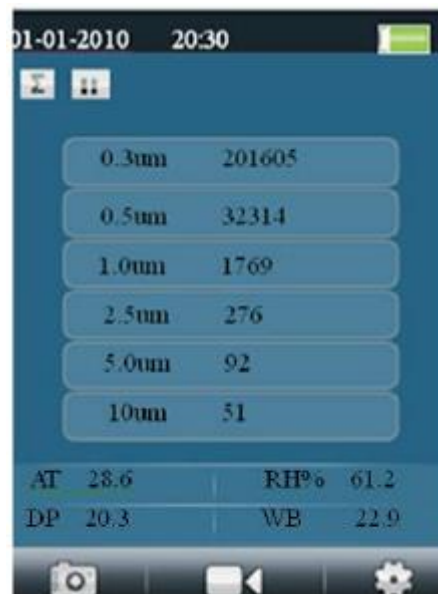 01-01-2010 20:30
Σ
0.3um 201605
0.5um 32314
1.0um 1769
2.5um 276
5.0um 92
10um 51
AT 28.6 RH% 61.2
DP 20.3 WB 22.9